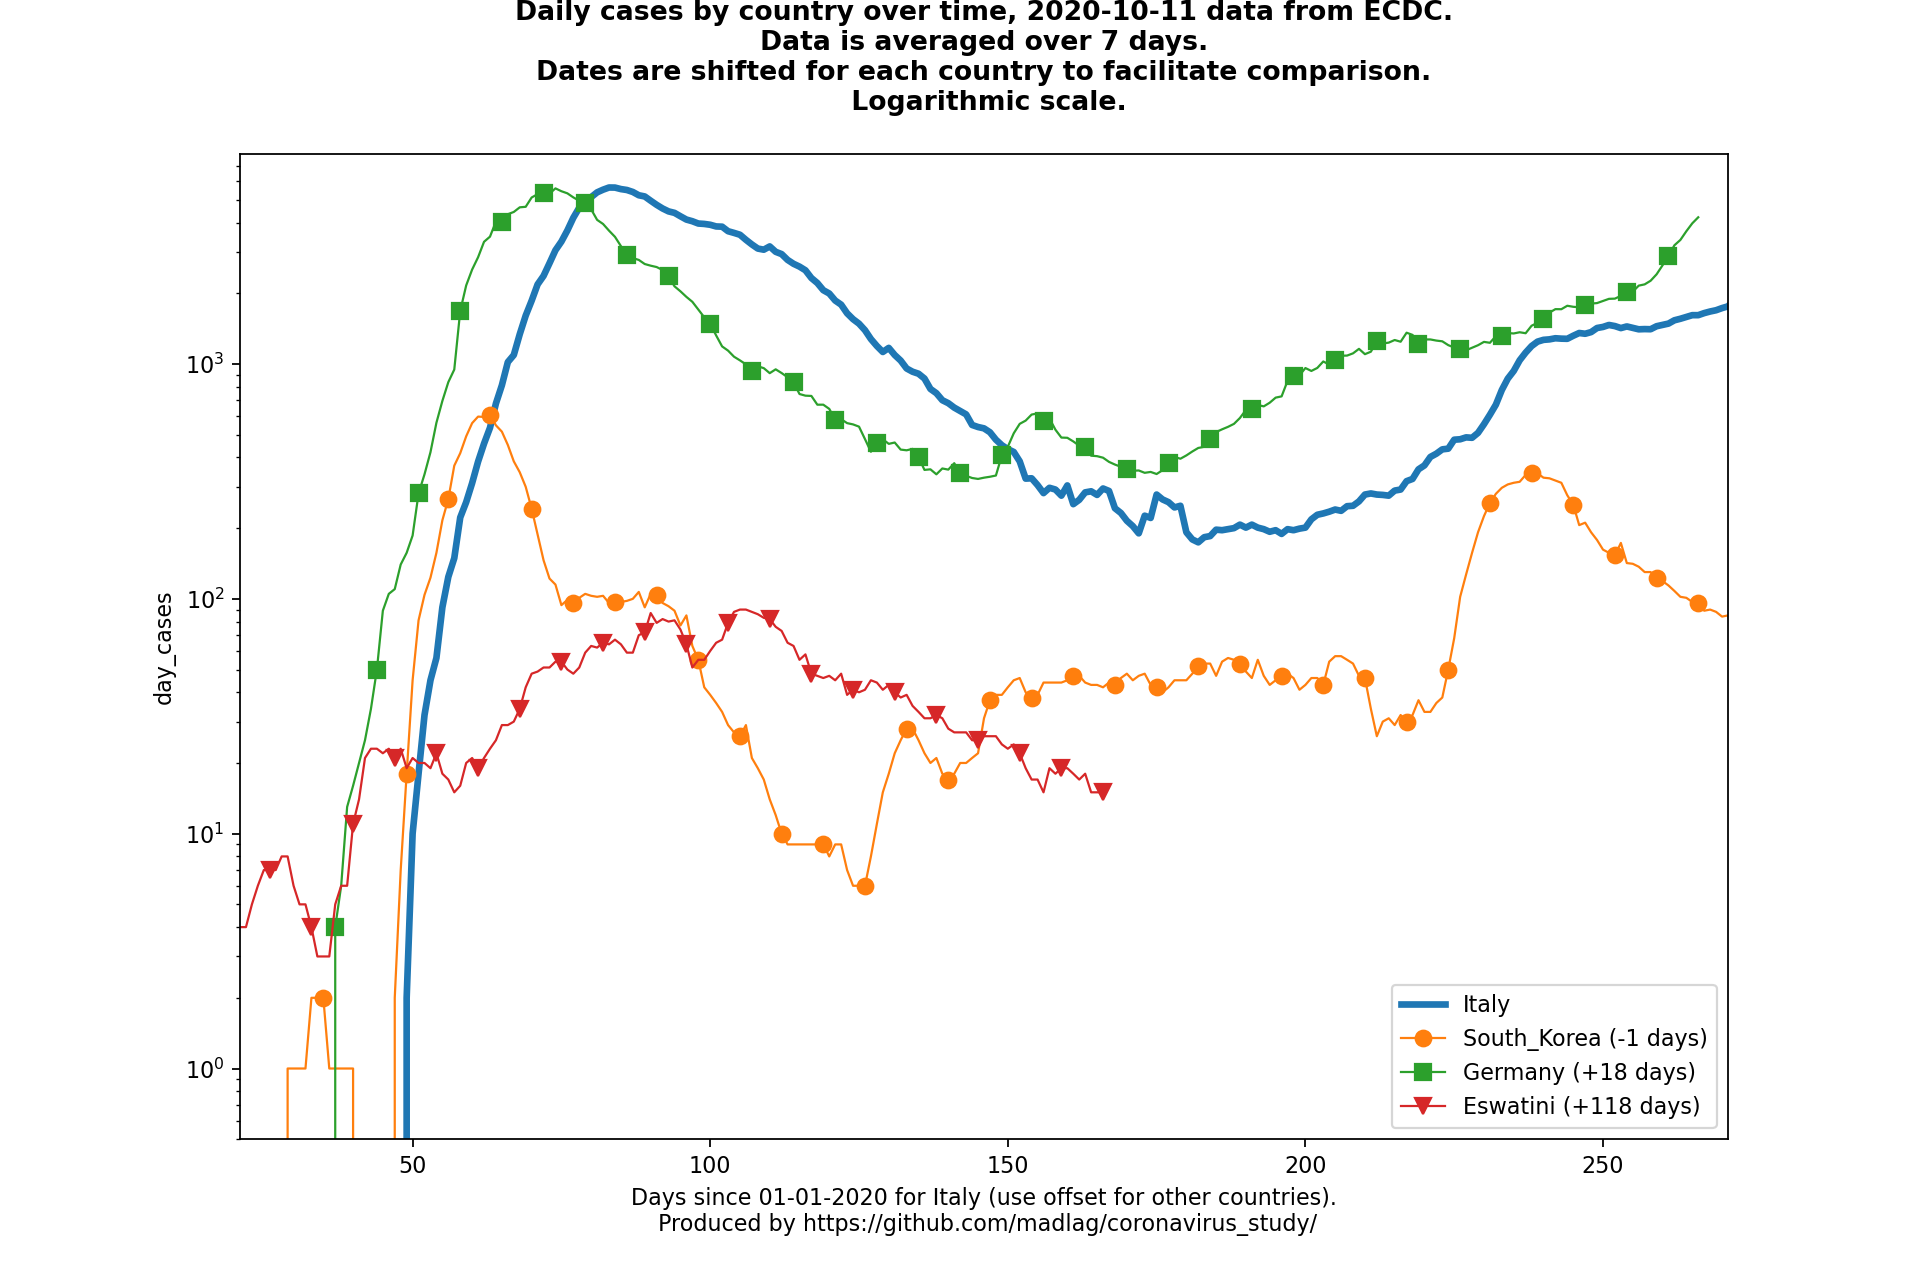 Daily cases by country over time, 2020-10-11 data from ECDC.
Data is averaged over 7 days.
Dates are shifted for each country to facilitate comparison.
Logarithmic scale.
day_cases
10³
10²
10¹
10⁰
Italy
South_Korea (-1 days)
Germany (+18 days)
Eswatini (+118 days)
50 100 150 200 250
Days since 01-01-2020 for Italy (use offset for other countries).
Produced by https://github.com/madlag/coronavirus_study/